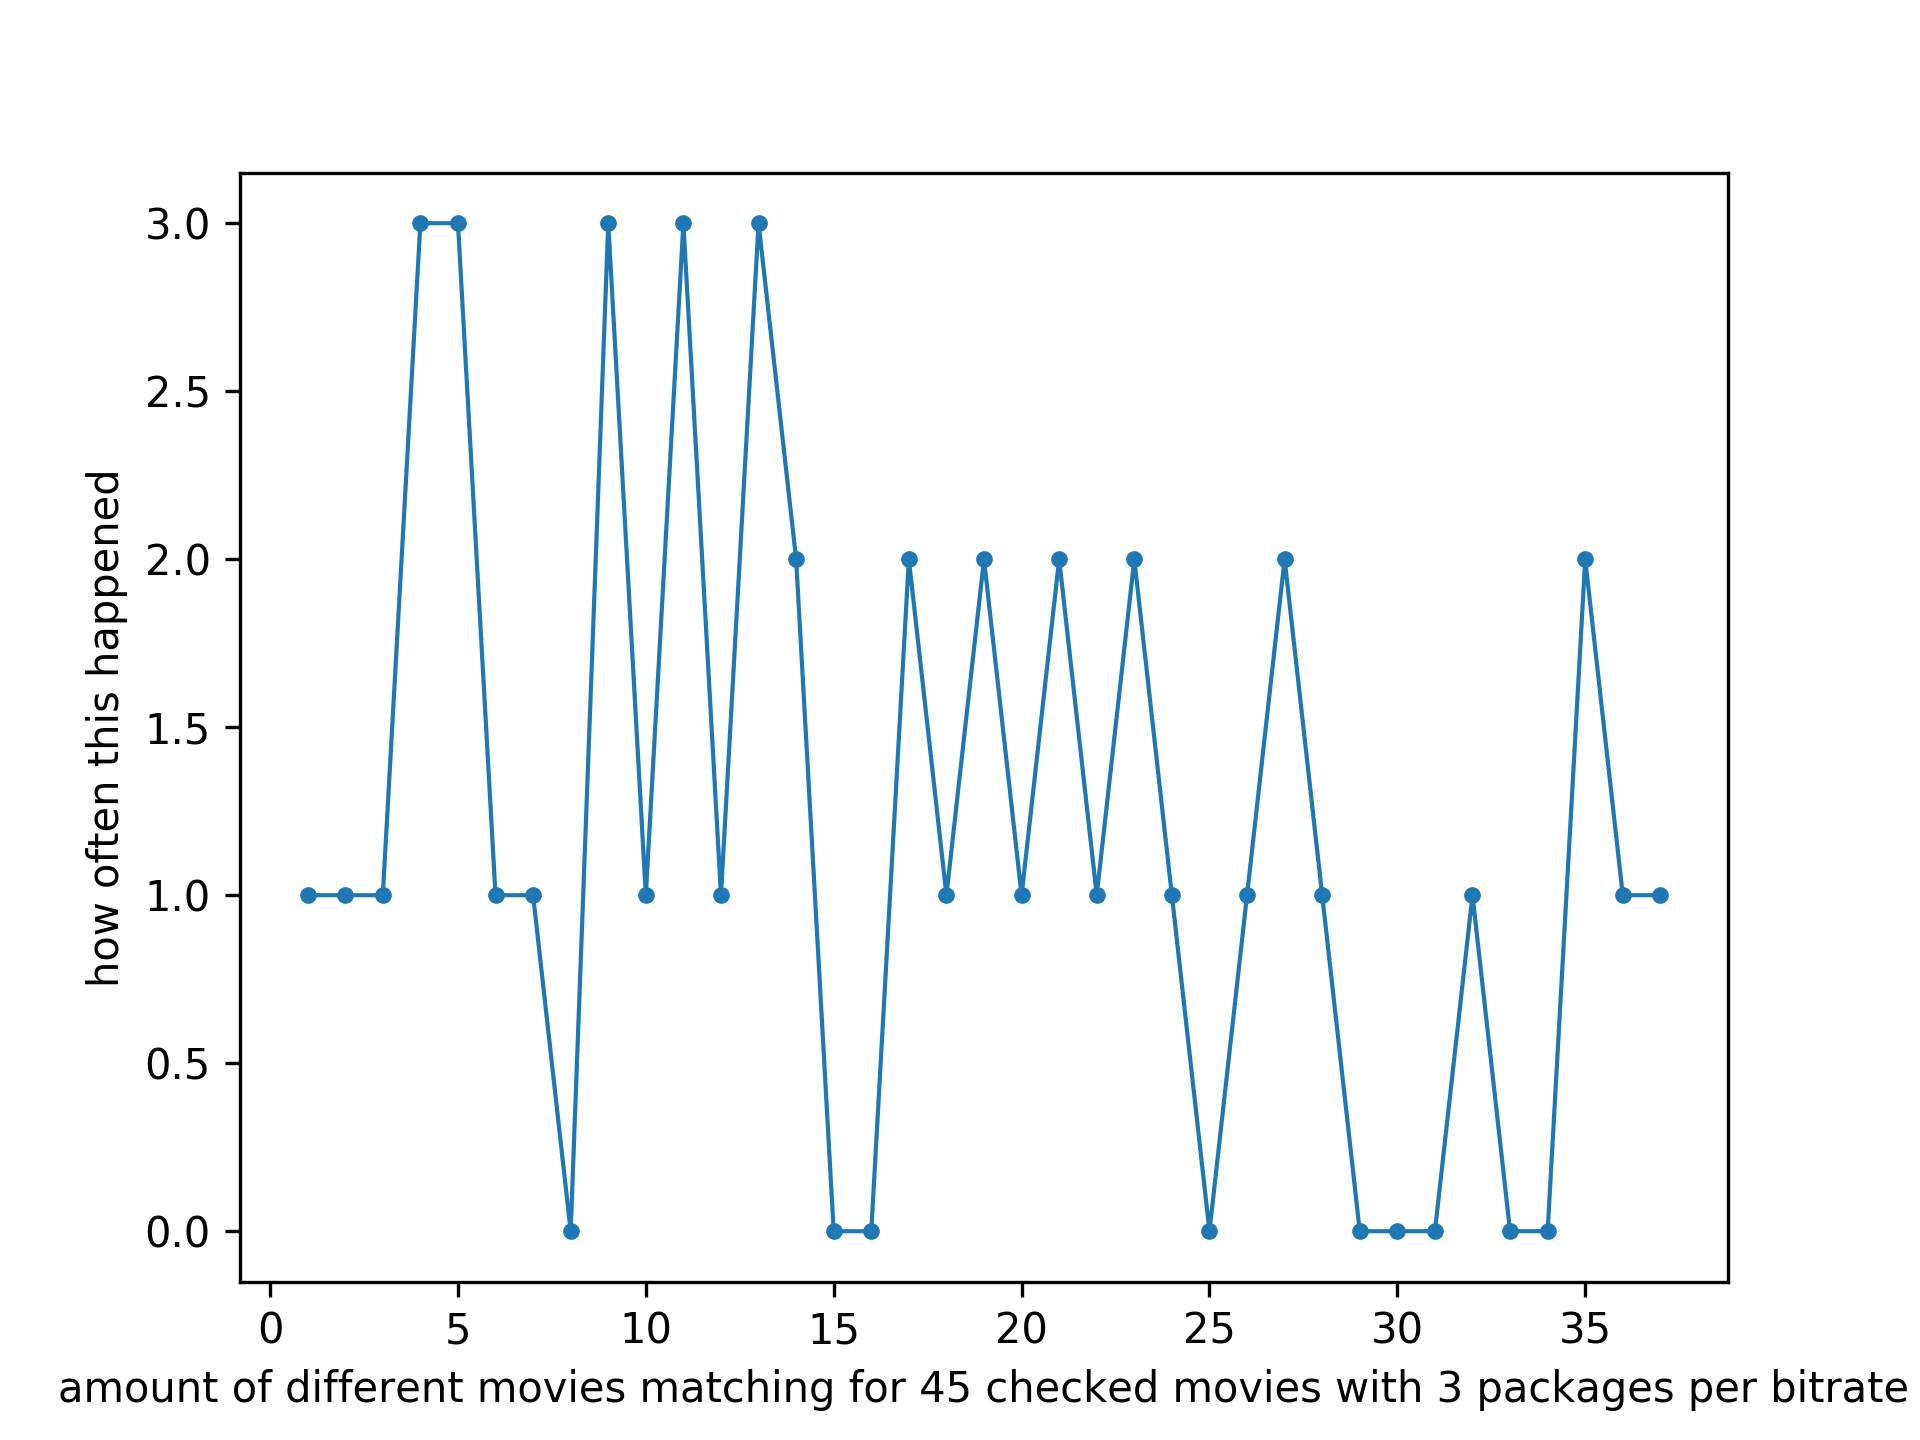 3.0
2.5
2.0
1.5
1.0
0.5
0.0
how often this happened
0 5 10 15 20 25 30 35
amount of different movies matching for 45 checked movies with 3 packages per bitrate